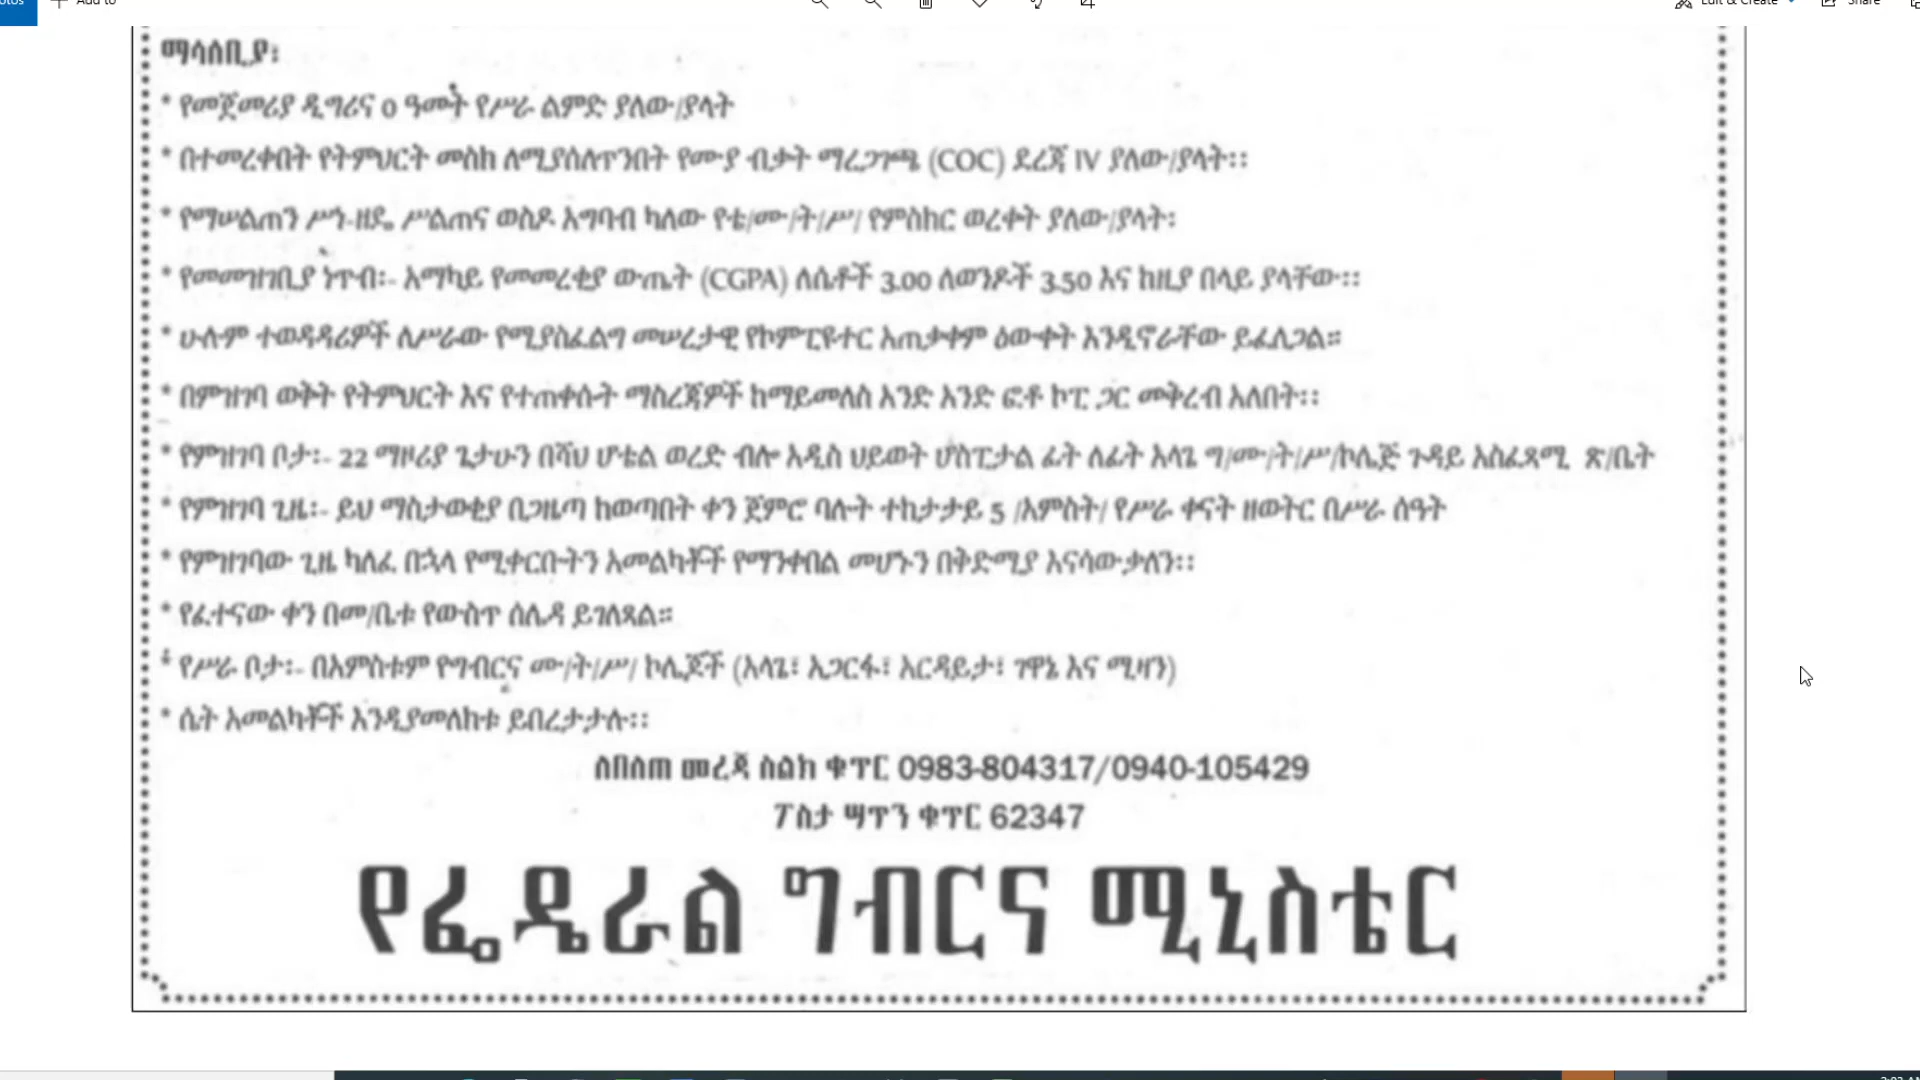 Add to
Edit & Create
Share
ማሳሰቢያ፡
* የመጀመሪያ ዲግሪና 0 ዓመት የሥራ ልምድ ያለው/ያላት
* በተመረቀበት የትምህርት መስክ ለሚያሰለጥንበት የሙያ ብቃት ማረጋገጫ (COC) ደረጃ IV ያለው/ያላት፡፡
* የማሠልጠን ሥነ-ዘዴ ሥልጠና ወስዶ አግባብ ካለው የቴ/ሙ/ት/ሥ/ የምስክር ወረቀት ያለው/ያላት፡
* የመመዝገቢያ ነጥብ፡- አማካይ የመመረቂያ ውጤት (CGPA) ለሴቶች 3.00 ለወንዶች 3.50 እና ከዚያ በላይ ያላቸው፡፡
* ሁሉም ተወዳዳሪዎች ለሥራው የሚያስፈልግ መሠረታዊ የኮምፒዩተር አጠቃቀም ዕውቀት እንዲኖራቸው ይፈለጋል።
* በምዝገባ ወቅት የትምህርት እና የተጠቀሱት ማስረጃዎች ከማይመለስ አንድ አንድ ፎቶ ኮፒ ጋር መቅረብ አለበት፡፡
* የምዝገባ ቦታ፡- 22 ማዞሪያ ጌታሁን በሻህ ሆቴል ወረድ ብሎ አዲስ ህይወት ሆስፒታል ፊት ለፊት አላጌ ግ/ሙ/ት/ሥ/ኮሌጅ ጉዳይ አስፈጻሚ ጽ/ቤት
* የምዝገባ ጊዜ፡- ይህ ማስታወቂያ በጋዜጣ ከወጣበት ቀን ጀምሮ ባሉት ተከታታይ 5 /አምስት/ የሥራ ቀናት ዘወትር በሥራ ሰዓት
* የምዝገባው ጊዜ ካለፈ በኋላ የሚቀርቡትን አመልካቾች የማንቀበል መሆኑን በቅድሚያ እናሳውቃለን፡፡
* የፈተናው ቀን በመ/ቤቱ የውስጥ ሰሌዳ ይገለጻል።
* የሥራ ቦታ፡- በአምስቱም የግብርና ሙ/ት/ሥ/ ኮሌጆች (አላጌ፣ አጋርፋ፣ አርዳይታ፣ ገዋኔ እና ሚዛን)
* ሴት አመልካቾች እንዲያመለክቱ ይበረታታሉ፡፡
ለበለጠ መረጃ ስልክ ቁጥር 0983-804317/0940-105429
ፖስታ ሣጥን ቁጥር 62347
የፌዴራል ግብርና ሚኒስቴር